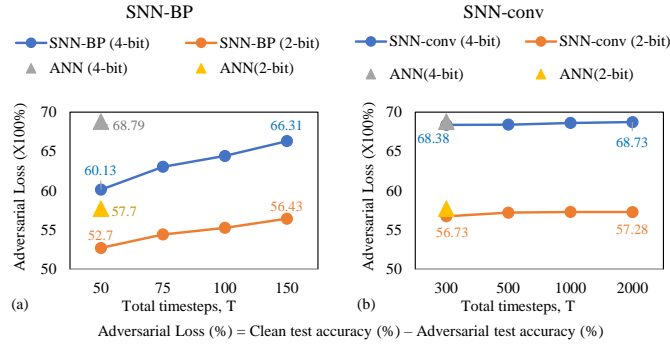 SNN-BP
SNN-BP (4-bit) SNN-BP (2-bit)
ANN (4-bit) ANN(2-bit)
Adversarial Loss (X100%)
70
65
60
55
50
68.79
60.13
66.31
57.7
52.7
56.43
50 75 100 150
(a) Total timesteps, T
SNN-conv
SNN-conv (4-bit) SNN-conv (2-bit)
ANN(4-bit) ANN(2-bit)
Adversarial Loss (X100%)
70
65
60
55
50
68.38
68.73
56.73
57.28
300 500 1000 2000
(b) Total timesteps, T
Adversarial Loss (%) = Clean test accuracy (%) – Adversarial test accuracy (%)